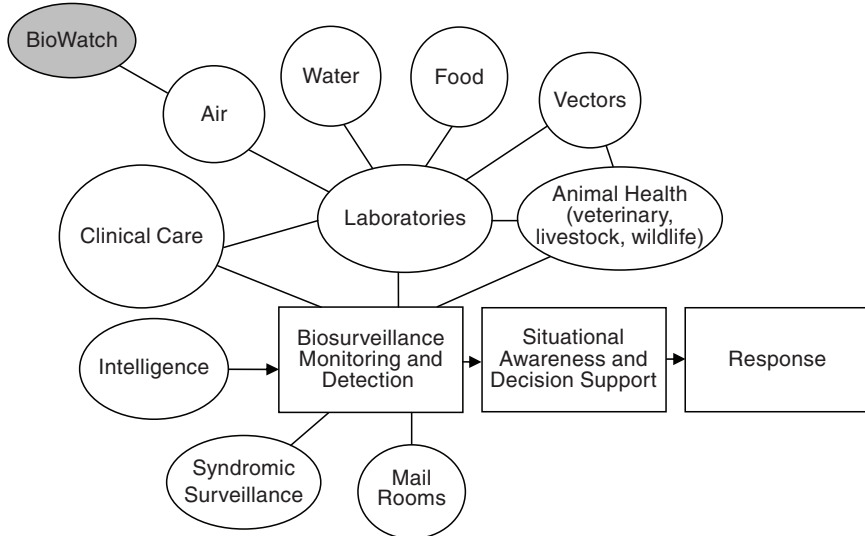 BioWatch
Water
Food
Vectors
Air
Animal Health
(veterinary,
livestock, wildlife)
Laboratories
Clinical Care
Biosurveillance
Monitoring and
Detection
Situational
Awareness and
Decision Support
Response
Intelligence
Syndromic
Surveillance
Mail
Rooms